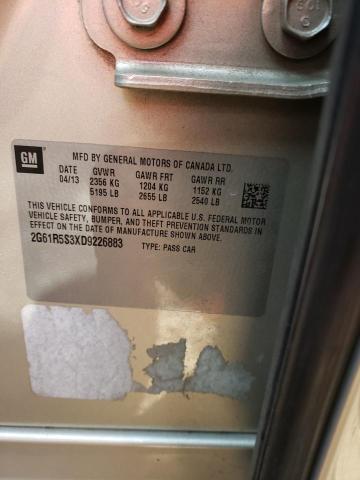 GM
MFD BY GENERAL MOTORS OF CANADA LTD.
DATE GVWR GAWR FRT GAWR RR
04/13 2356 KG 1204 KG 1152 KG
5195 LB 2655 LB 2540 LB
THIS VEHICLE CONFORMS TO ALL APPLICABLE U.S. FEDERAL MOTOR
VEHICLE SAFETY, BUMPER, AND THEFT PREVENTION STANDARDS IN
EFFECT ON THE DATE OF MANUFACTURE SHOWN ABOVE.
2G61R5S3XD9226883 TYPE: PASS CAR